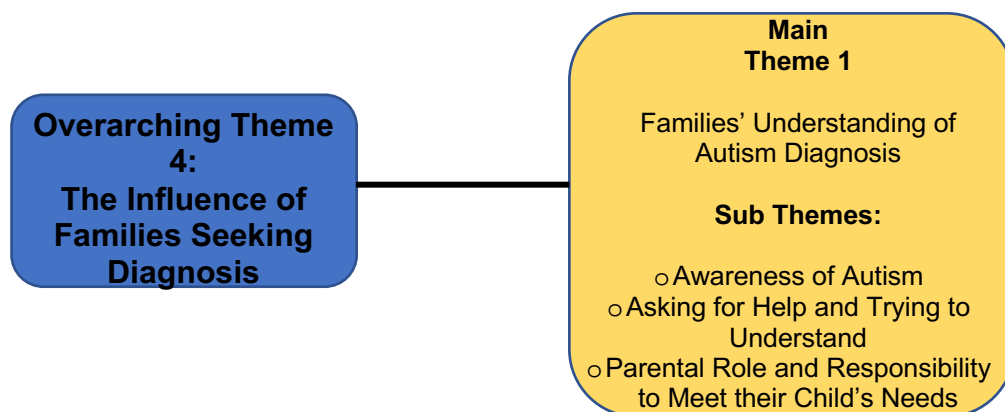 Overarching Theme
4:
The Influence of
Families Seeking
Diagnosis
Main
Theme 1
Families’ Understanding of
Autism Diagnosis
Sub Themes:
o Awareness of Autism
o Asking for Help and Trying to
Understand
o Parental Role and Responsibility
to Meet their Child’s Needs